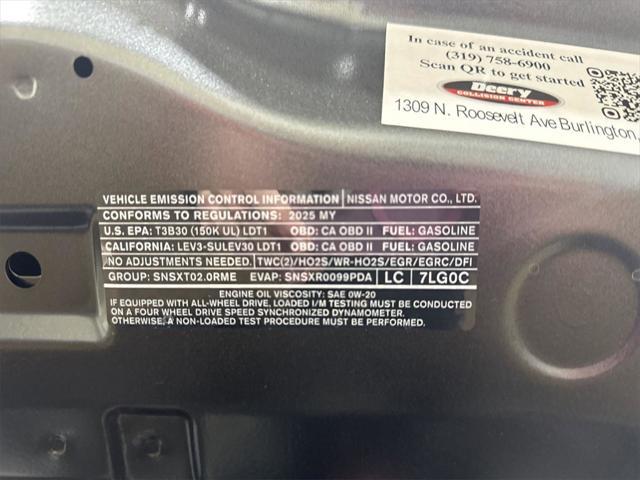 In case of an accident call
(319) 758-6900
Scan QR to get started
Deery
COLLISION CENTER
1309 N. Roosevelt Ave Burlington,
VEHICLE EMISSION CONTROL INFORMATION NISSAN MOTOR CO., LTD.
CONFORMS TO REGULATIONS: 2025 MY
U.S. EPA: T3B30 (150K UL) LDT1 OBD: CA OBD II FUEL: GASOLINE
CALIFORNIA: LEV3-SULEV30 LDT1 OBD: CA OBD II FUEL: GASOLINE
NO ADJUSTMENTS NEEDED. TWC(2)/HO2S/WR-HO2S/EGR/EGRC/DFI
GROUP: SNSXT02.0RME EVAP: SNSXR0099PDA LC 7LG0C
ENGINE OIL VISCOSITY: SAE 0W-20
IF EQUIPPED WITH ALL-WHEEL DRIVE, LOADED I/M TESTING MUST BE CONDUCTED
ON A FOUR WHEEL DRIVE SPEED SYNCHRONIZED DYNAMOMETER.
OTHERWISE, A NON-LOADED TEST PROCEDURE MUST BE PERFORMED.